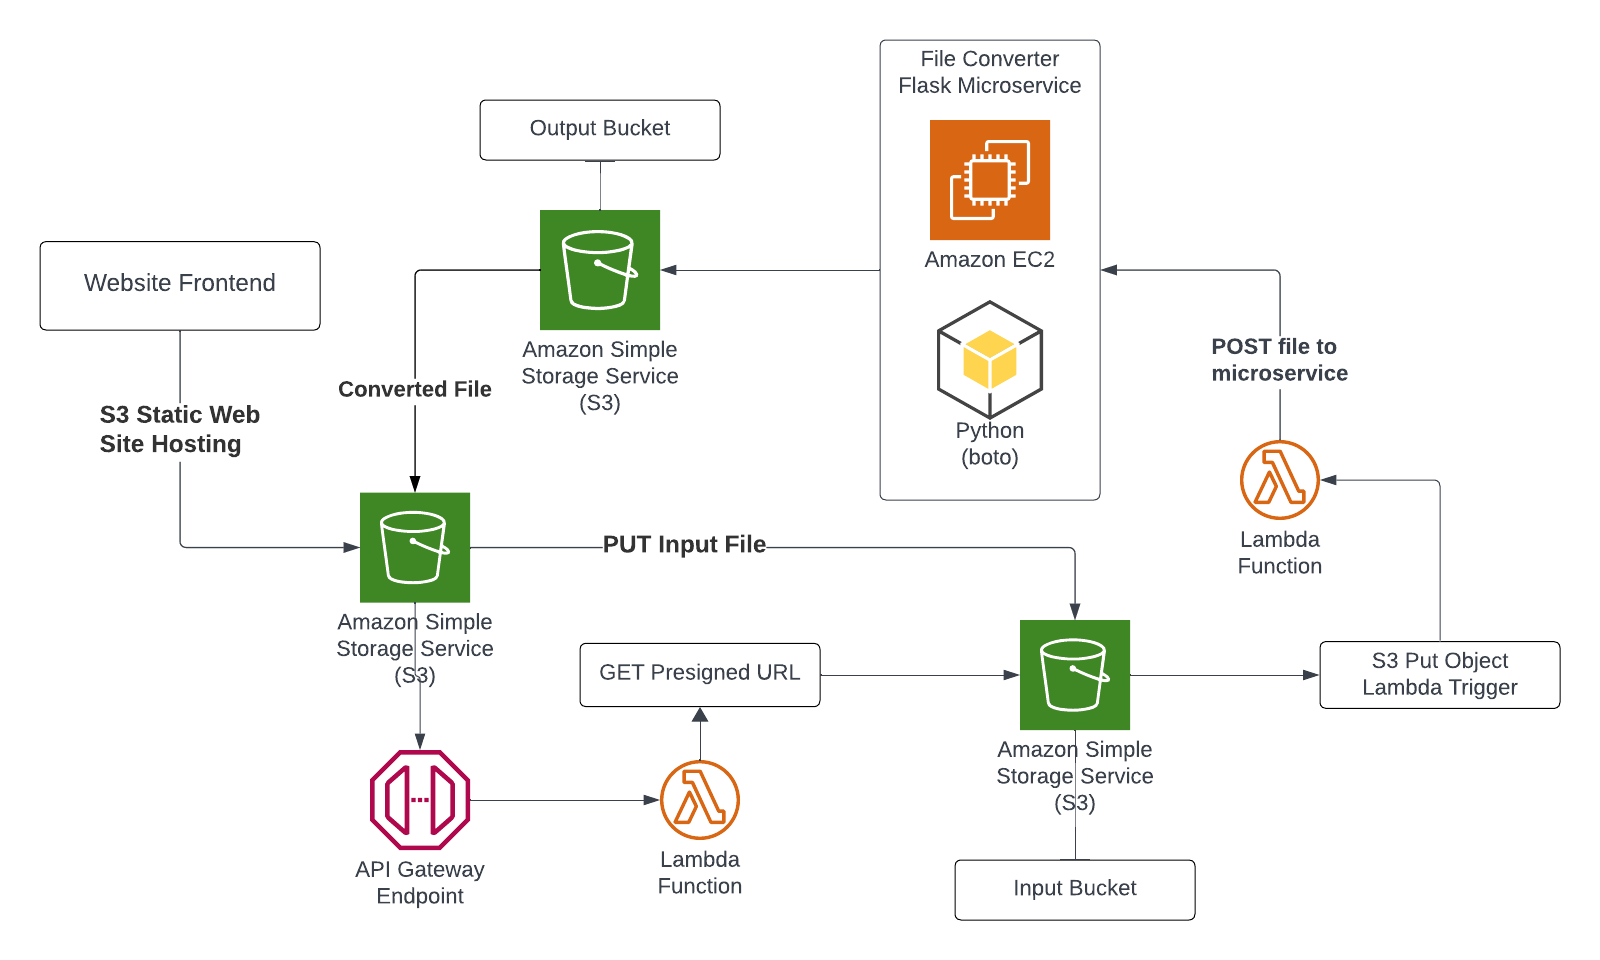 File Converter
Flask Microservice
Output Bucket
Amazon EC2
Website Frontend
Amazon Simple
Storage Service
(S3)
POST file to
microservice
Converted File
S3 Static Web
Site Hosting
Python
(boto)
PUT Input File
Lambda
Function
Amazon Simple
Storage Service
(S3)
GET Presigned URL
S3 Put Object
Lambda Trigger
Amazon Simple
Storage Service
(S3)
API Gateway
Endpoint
Lambda
Function
Input Bucket